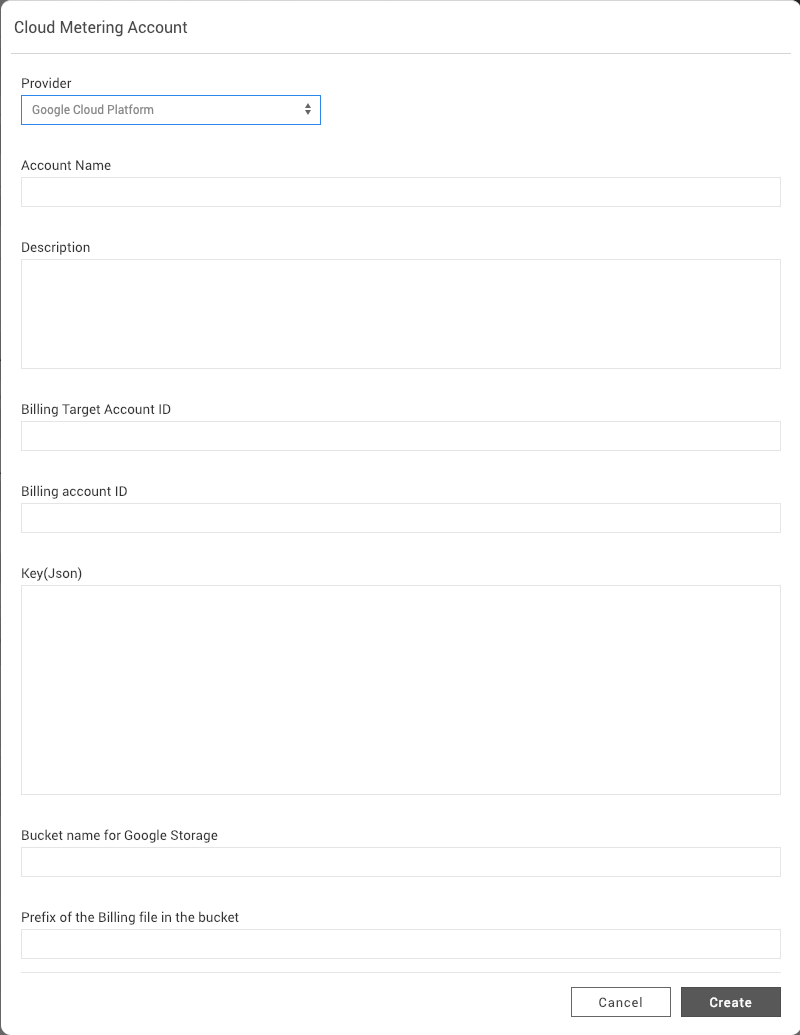 Cloud Metering Account
Provider
Google Cloud Platform
Account Name
Description
Billing Target Account ID
Billing account ID
Key(Json)
Bucket name for Google Storage
Prefix of the Billing file in the bucket
Cancel
Create